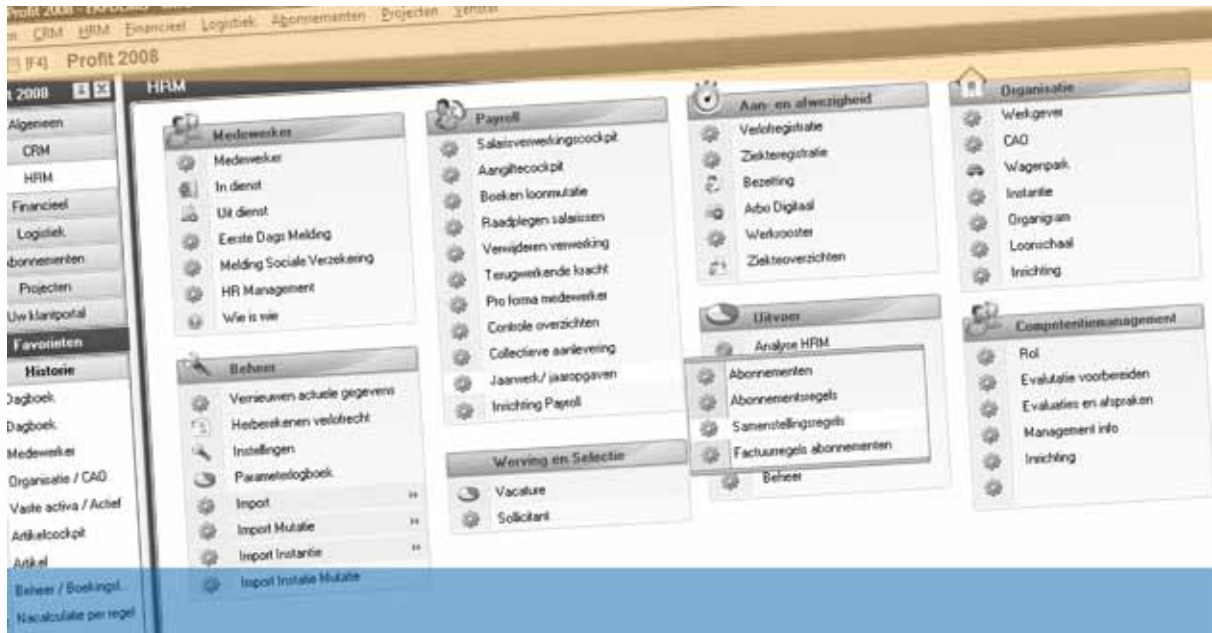 CRM HRM Financieel Logistiek Abonnementen Projecten Venster
[F4] Profit 2008
t 2008
HRM
Algemeen
CRM
HRM
Financieel
Logistiek
Abonnementen
Projecten
Uw klantportal
Favorieten
Historie
Dagboek
Dagboek
Medewerker
Organisatie / CAO
Vaste activa / Actief
Artikelcockpit
Artikel
Beheer / Boekingsl...
Nacalculatie per regel
Medewerker
Medewerker
In dienst
Uit dienst
Eerste Dags Melding
Melding Sociale Verzekering
HR Management
Wie is wie
Beheer
Vernieuwen actuele gegevens
Herberekenen verlofrecht
Instellingen
Parameterlogboek
Import
Import Mutatie
Import Instantie
Import Instatie Mutatie
Payroll
Salarisverwerkingscockpit
Aangiftecockpit
Boeken loonmutatie
Raadplegen salarissen
Verwijderen verwerking
Terugwerkende kracht
Pro forma medewerker
Controle overzichten
Collectieve aanlevering
Jaarwerk/ jaaropgaven
Inrichting Payroll
Werving en Selectie
Vacature
Sollicitant
Aan- en afwezigheid
Verlofregistratie
Ziekteregistratie
Bezetting
Arbo Digitaal
Werkrooster
Ziekteoverzichten
Uitvoer
Analyse HRM
Abonnementen
Abonnementsregels
Samenstellingsregels
Factuurregels abonnementen
Beheer
Organisatie
Werkgever
CAO
Wagenpark
Instantie
Organigram
Loonschaal
Inrichting
Competentiemanagement
Rol
Evalutatie voorbereiden
Evaluaties en afspraken
Management info
Inrichting